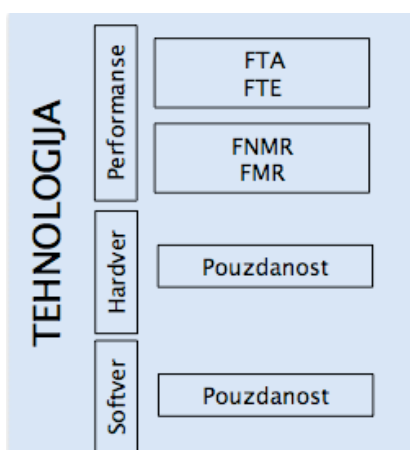 TEHNOLOGIJA
Performanse
FTA
FTE
FNMR
FMR
Hardver
Pouzdanost
Softver
Pouzdanost